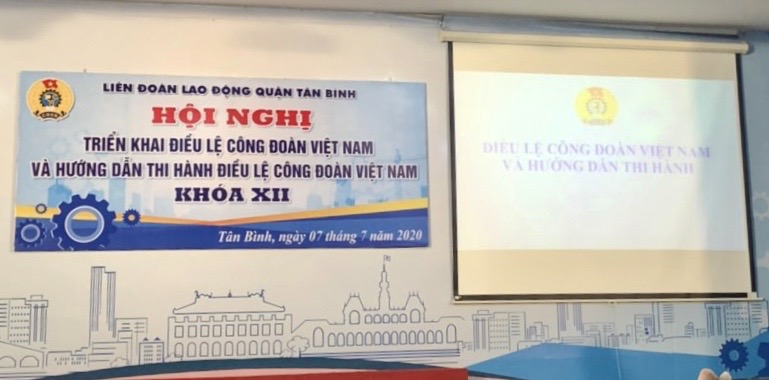 LIÊN ĐOÀN LAO ĐỘNG QUẬN TÂN BÌNH
HỘI NGHỊ
TRIỂN KHAI ĐIỀU LỆ CÔNG ĐOÀN VIỆT NAM
VÀ HƯỚNG DẪN THI HÀNH ĐIỀU LỆ CÔNG ĐOÀN VIỆT NAM
KHÓA XII
Tân Bình, ngày 07 tháng 7 năm 2020
ĐIỀU LỆ CÔNG ĐOÀN VIỆT NAM
VÀ HƯỚNG DẪN THI HÀNH